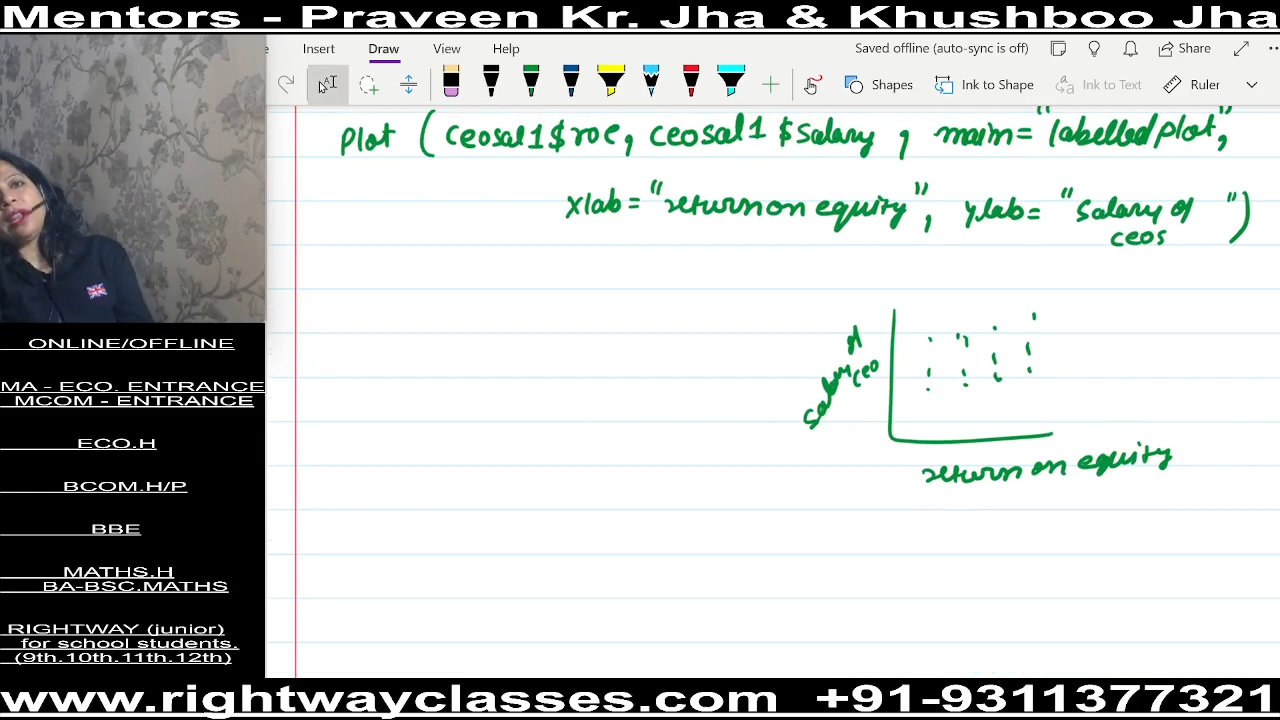 Mentors - Praveen Kr. Jha & Khushboo Jha
Insert Draw View Help
Saved offline (auto-sync is off) Share
Shapes Ink to Shape Ink to Text Ruler
Plot ( ceosal1$roe, ceosal1 $salary , main= "labelled plot",
xlab= "return on equity", ylab= "salary of ceos ")
salary of ceo
return on equity
ONLINE/OFFLINE
MA - ECO. ENTRANCE
MCOM - ENTRANCE
ECO.H
BCOM.H/P
BBE
MATHS.H
BA-BSC.MATHS
RIGHTWAY (junior)
for school students.
(9th.10th.11th.12th)
www.rightwayclasses.com +91-9311377321